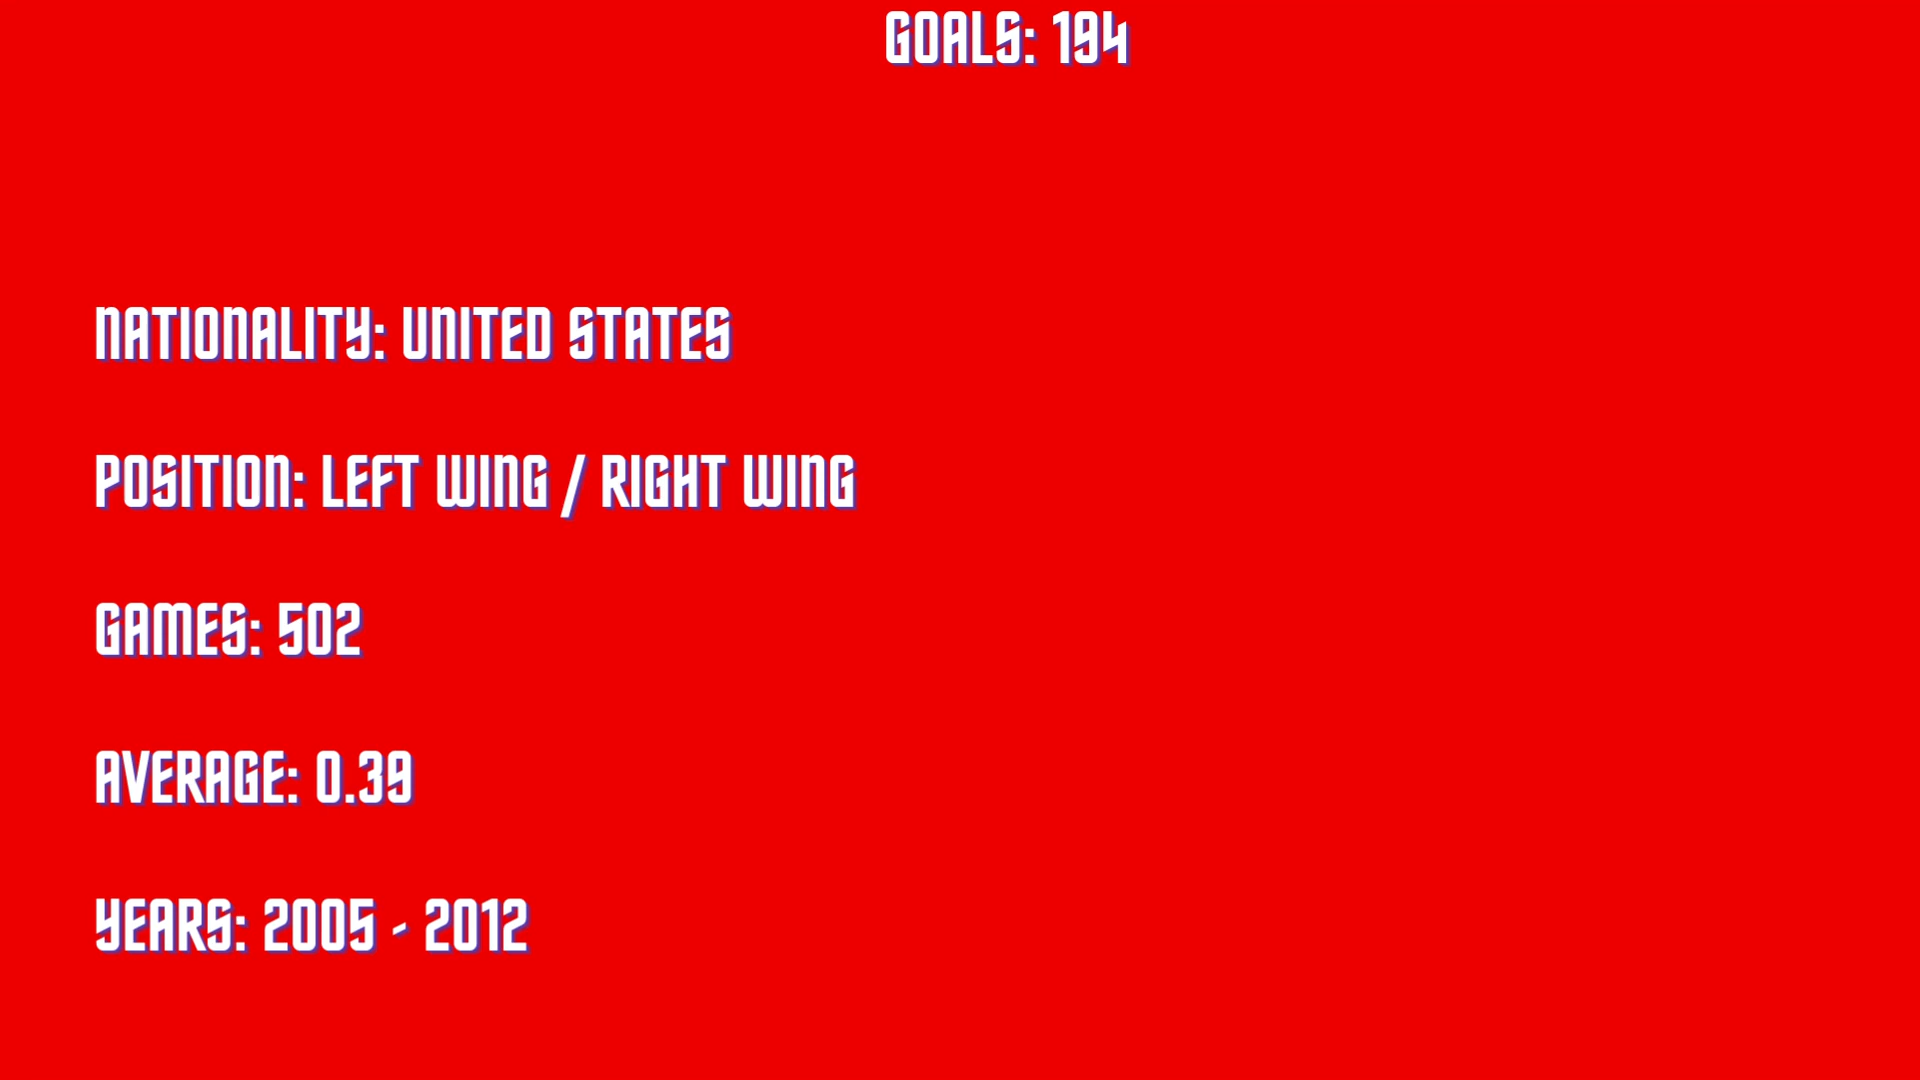 GOALS: 194
NATIONALITY: UNITED STATES
POSITION: LEFT WING / RIGHT WING
GAMES: 502
AVERAGE: 0.39
YEARS: 2005 - 2012